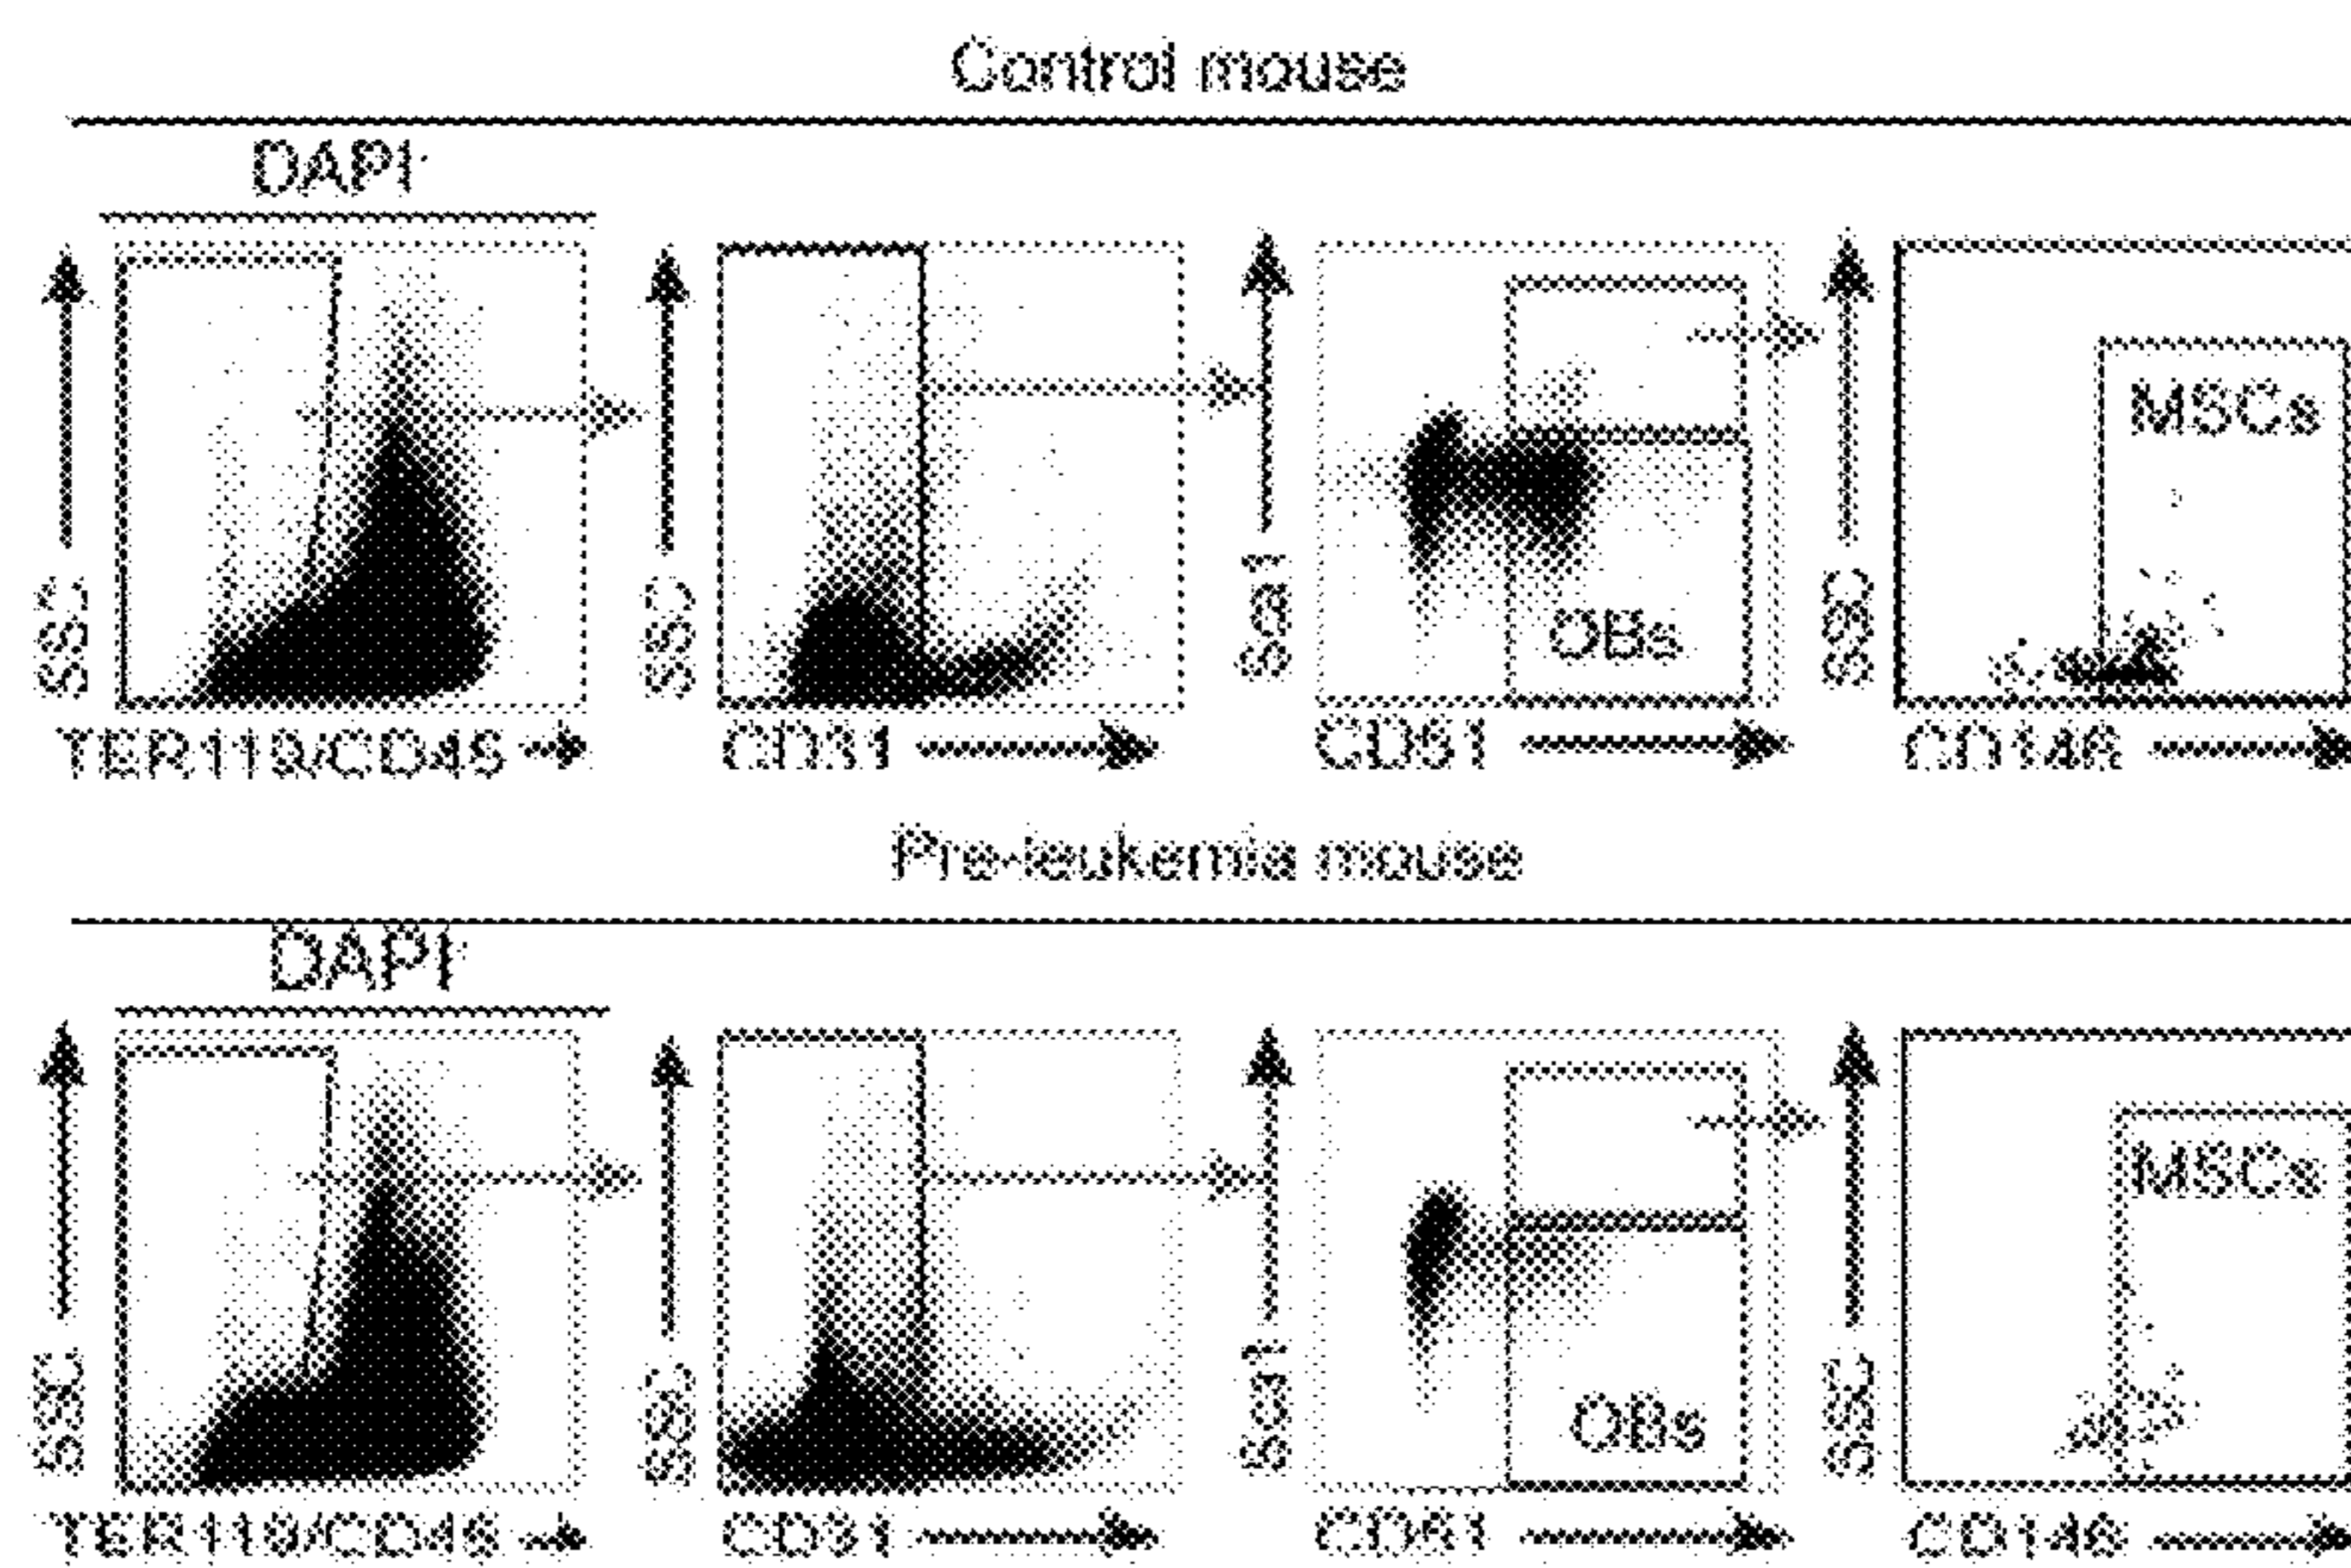 Control mouse
DAPI-
SSC
SSC
Sca1
SSC
MSCs
OBs
TER119/CD45
CD31
CD51
CD146
Pre-leukemia mouse
DAPI-
SSC
SSC
Sca1
SSC
MSCs
OBs
TER119/CD45
CD31
CD51
CD146